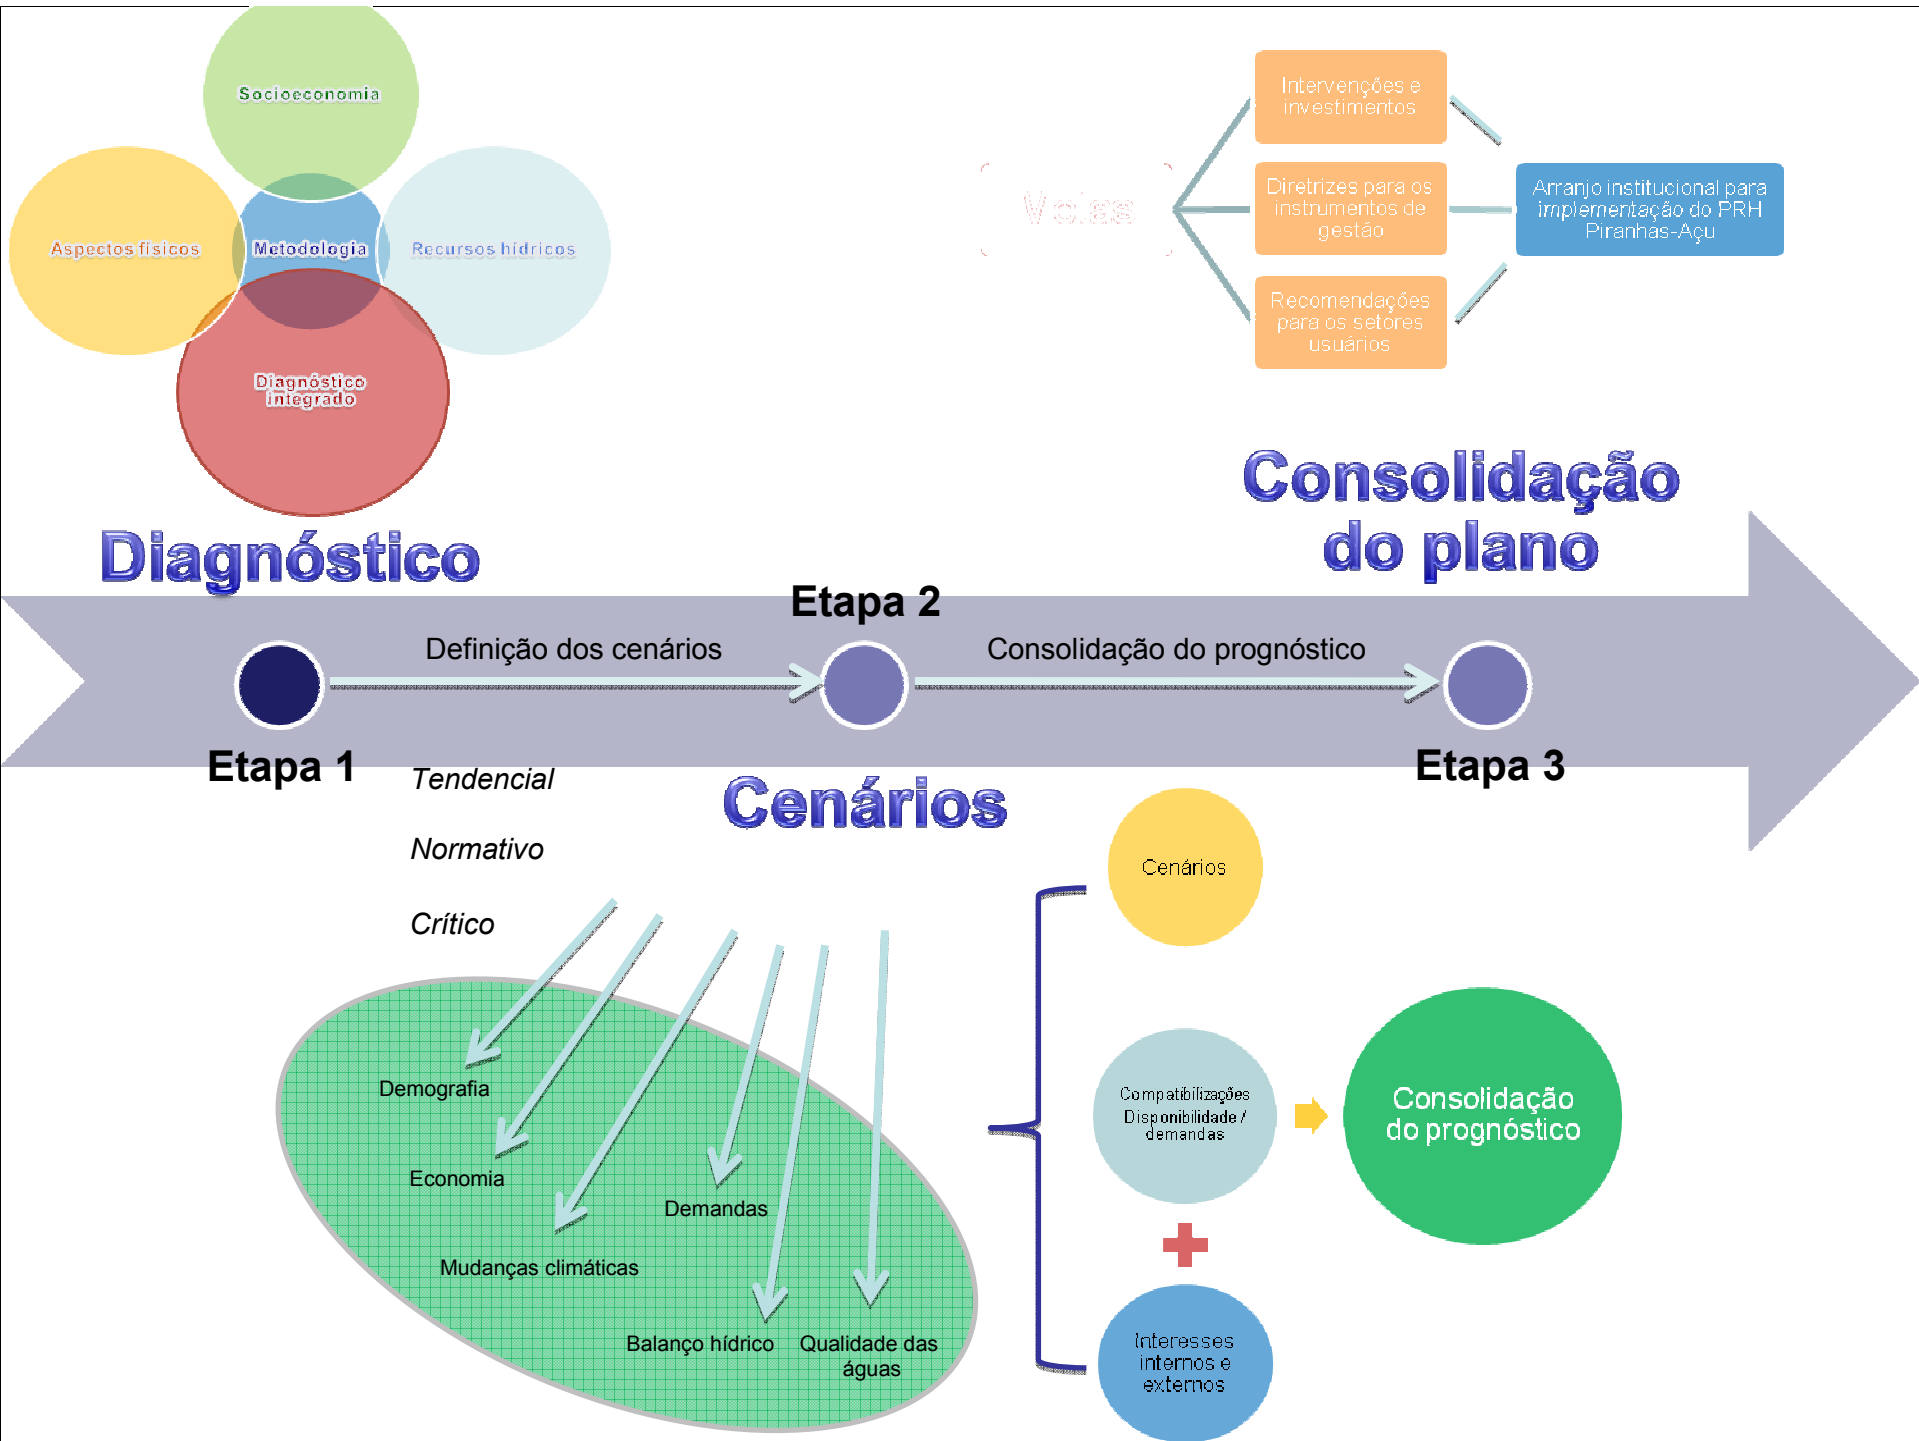 Socioeconomia
Aspectos físicos
Metodologia
Recursos hídricos
Diagnóstico
integrado
Metas
Intervenções e
investimentos
Diretrizes para os
instrumentos de
gestão
Recomendações
para os setores
usuários
Arranjo institucional para
implementação do PRH
Piranhas-Açu
Diagnóstico
Consolidação
do plano
Etapa 1
Definição dos cenários
Etapa 2
Consolidação do prognóstico
Etapa 3
Cenários
Tendencial
Normativo
Crítico
Demografia
Economia
Mudanças climáticas
Demandas
Balanço hídrico
Qualidade das
águas
Cenários
Compatibilizações
Disponibilidade /
demandas
Interesses
internos e
externos
Consolidação
do prognóstico